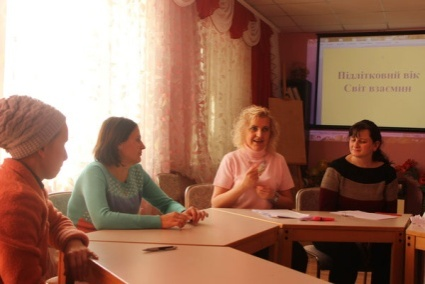 Підлітковий вік
Світ взаємин